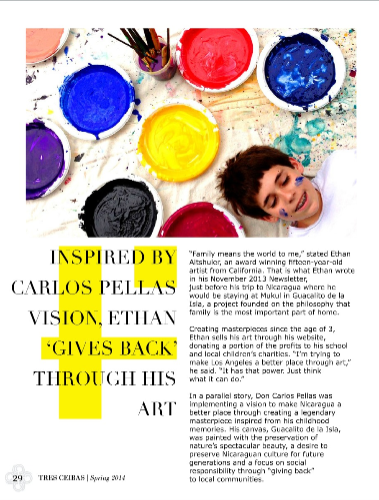 INSPIRED BY
CARLOS PELLAS
VISION, ETHAN
‘GIVES BACK’
THROUGH HIS
ART
“Family means the world to me,” stated Ethan
Altshuler, an award winning fifteen-year-old
artist from California. That is what Ethan wrote
in his November 2013 Newsletter,
just before his trip to Nicaragua where he
would be staying at Mukul in Guacalito de la
Isla, a project founded on the philosophy that
family is the most important part of home.
Creating masterpieces since the age of 3,
Ethan sells his art through his website,
donating a portion of the profits to his school
and local children’s charities. “I’m trying to
make Los Angeles a better place through art,”
he said. “It has that power. Just think
what it can do.”
In a parallel story, Don Carlos Pellas was
implementing a vision to make Nicaragua a
better place through creating a legendary
masterpiece inspired from his childhood
memories. His canvas, Guacalito de la Isla,
was painted with the preservation of
nature’s spectacular beauty, a desire to
preserve Nicaraguan culture for future
generations and a focus on social
responsibility through “giving back”
to local communities.
29 TRES CEIBAS | Spring 2014